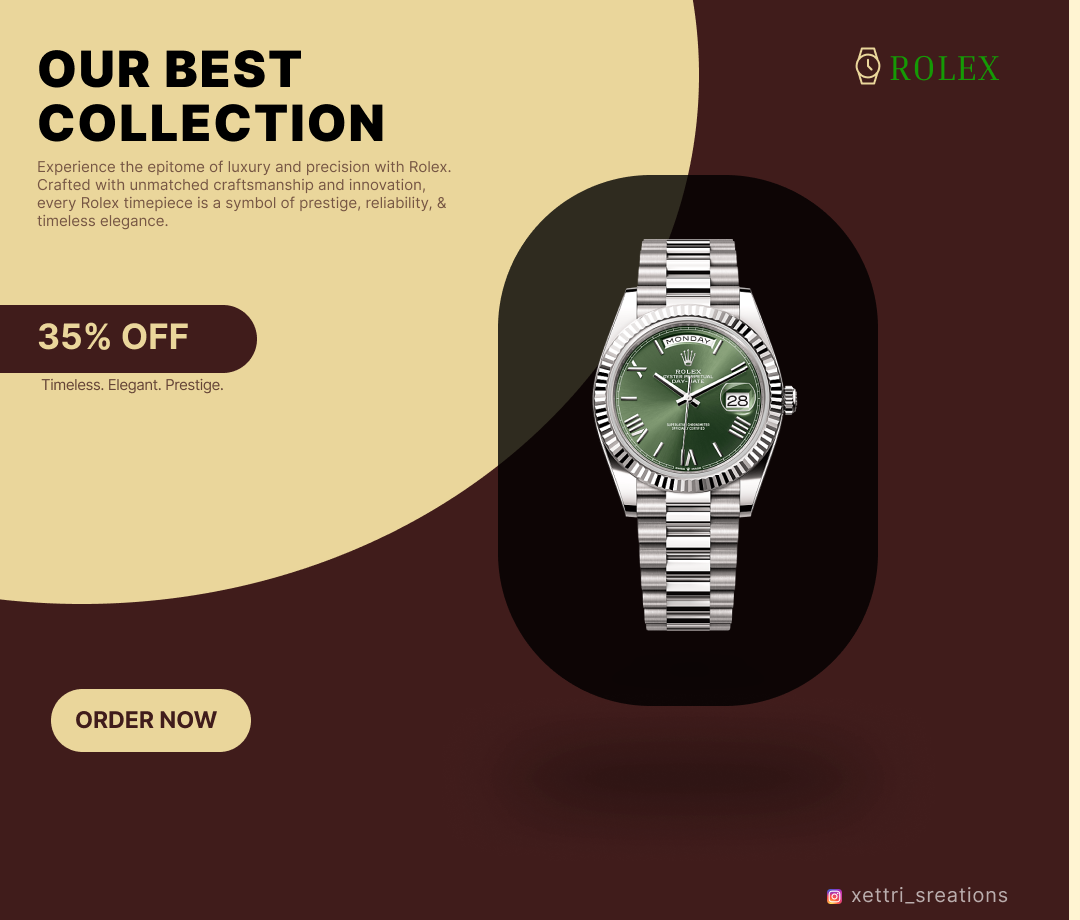 OUR BEST
COLLECTION
ROLEX
Experience the epitome of luxury and precision with Rolex.
Crafted with unmatched craftsmanship and innovation,
every Rolex timepiece is a symbol of prestige, reliability, &
timeless elegance.
35% OFF
Timeless. Elegant. Prestige.
MONDAY
ROLEX
OYSTER PERPETUAL
DAY-DATE
28
ORDER NOW
xettri_sreations